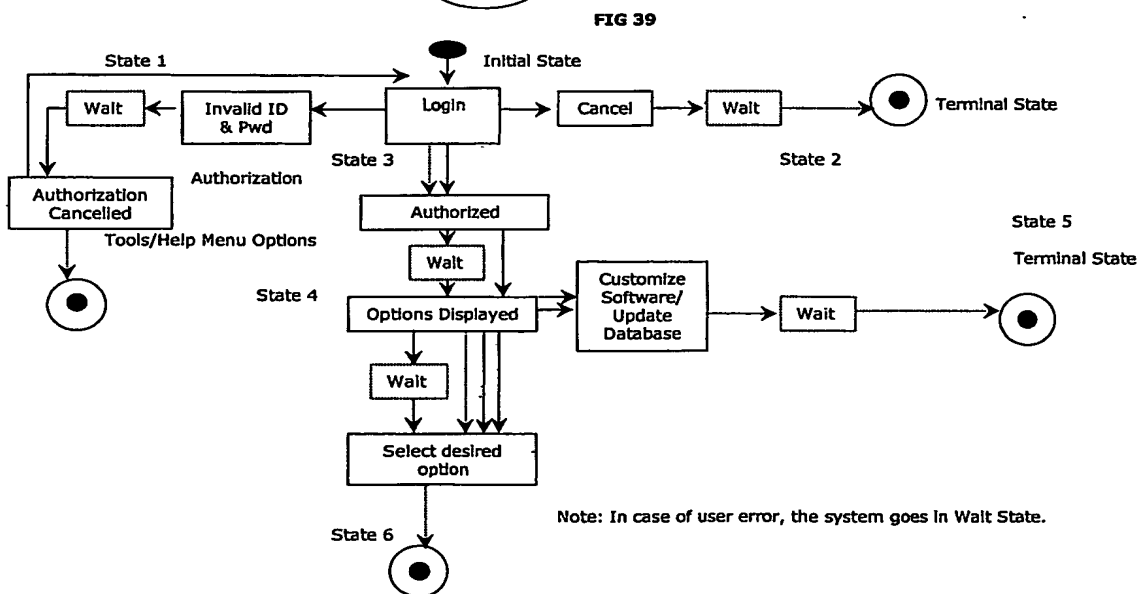 FIG 39
State 1
Initial State
Wait
Invalid ID
& Pwd
Login
Cancel
Wait
Terminal State
State 3
State 2
Authorization
Authorization
Cancelled
Authorized
State 5
Tools/Help Menu Options
Wait
Terminal State
State 4
Options Displayed
Customize
Software/
Update
Database
Wait
Wait
Select desired
option
Note: In case of user error, the system goes in Wait State.
State 6